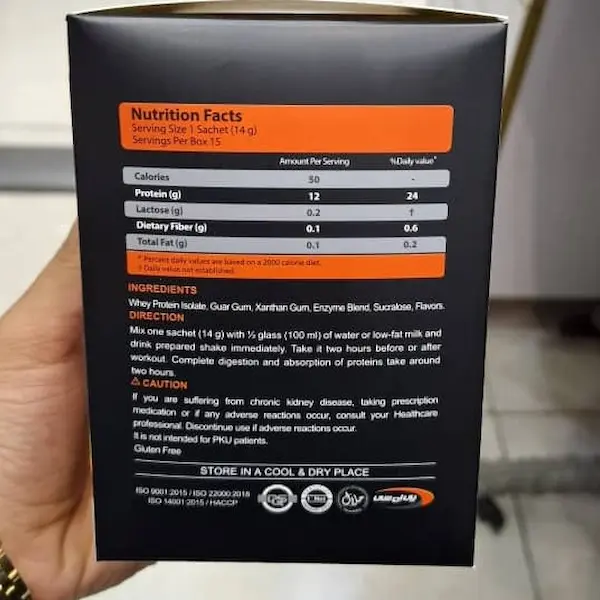 Nutrition Facts
Serving Size 1 Sachet (14 g)
Servings Per Box 15
Amount Per Serving %Daily value*
Calories 50 -
Protein (g) 12 24
Lactose (g) 0.2 †
Dietary Fiber (g) 0.1 0.6
Total Fat (g) 0.1 0.2
* Percent daily values are based on a 2000 calorie diet.
† Daily value not established.
INGREDIENTS
Whey Protein Isolate, Guar Gum, Xanthan Gum, Enzyme Blend, Sucralose, Flavors.
DIRECTION
Mix one sachet (14 g) with ½ glass (100 ml) of water or low-fat milk and
drink prepared shake immediately. Take it two hours before or after
workout. Complete digestion and absorption of proteins take around
two hours.
⚠ CAUTION
If you are suffering from chronic kidney disease, taking prescription
medication or if any adverse reactions occur, consult your Healthcare
professional. Discontinue use if adverse reactions occur.
It is not intended for PKU patients.
Gluten Free
STORE IN A COOL & DRY PLACE
ISO 9001:2015 / ISO 22000:2018
ISO 14001:2015 / HACCP